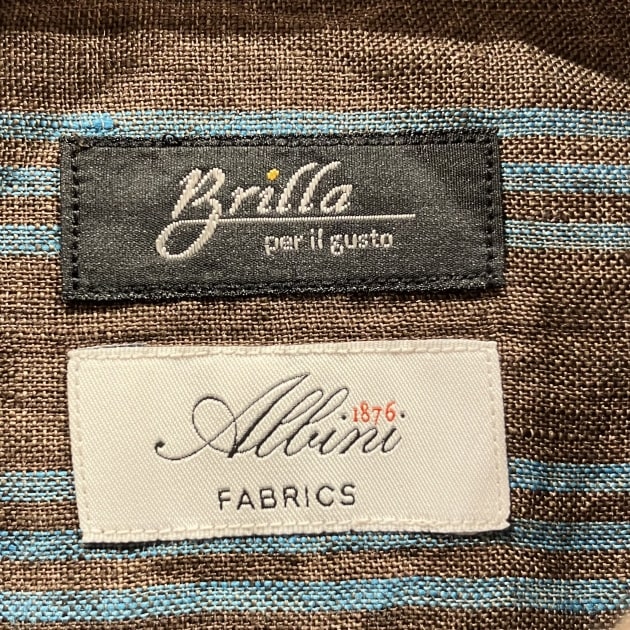 Brilla
per il gusto
1876
Albini
FABRICS